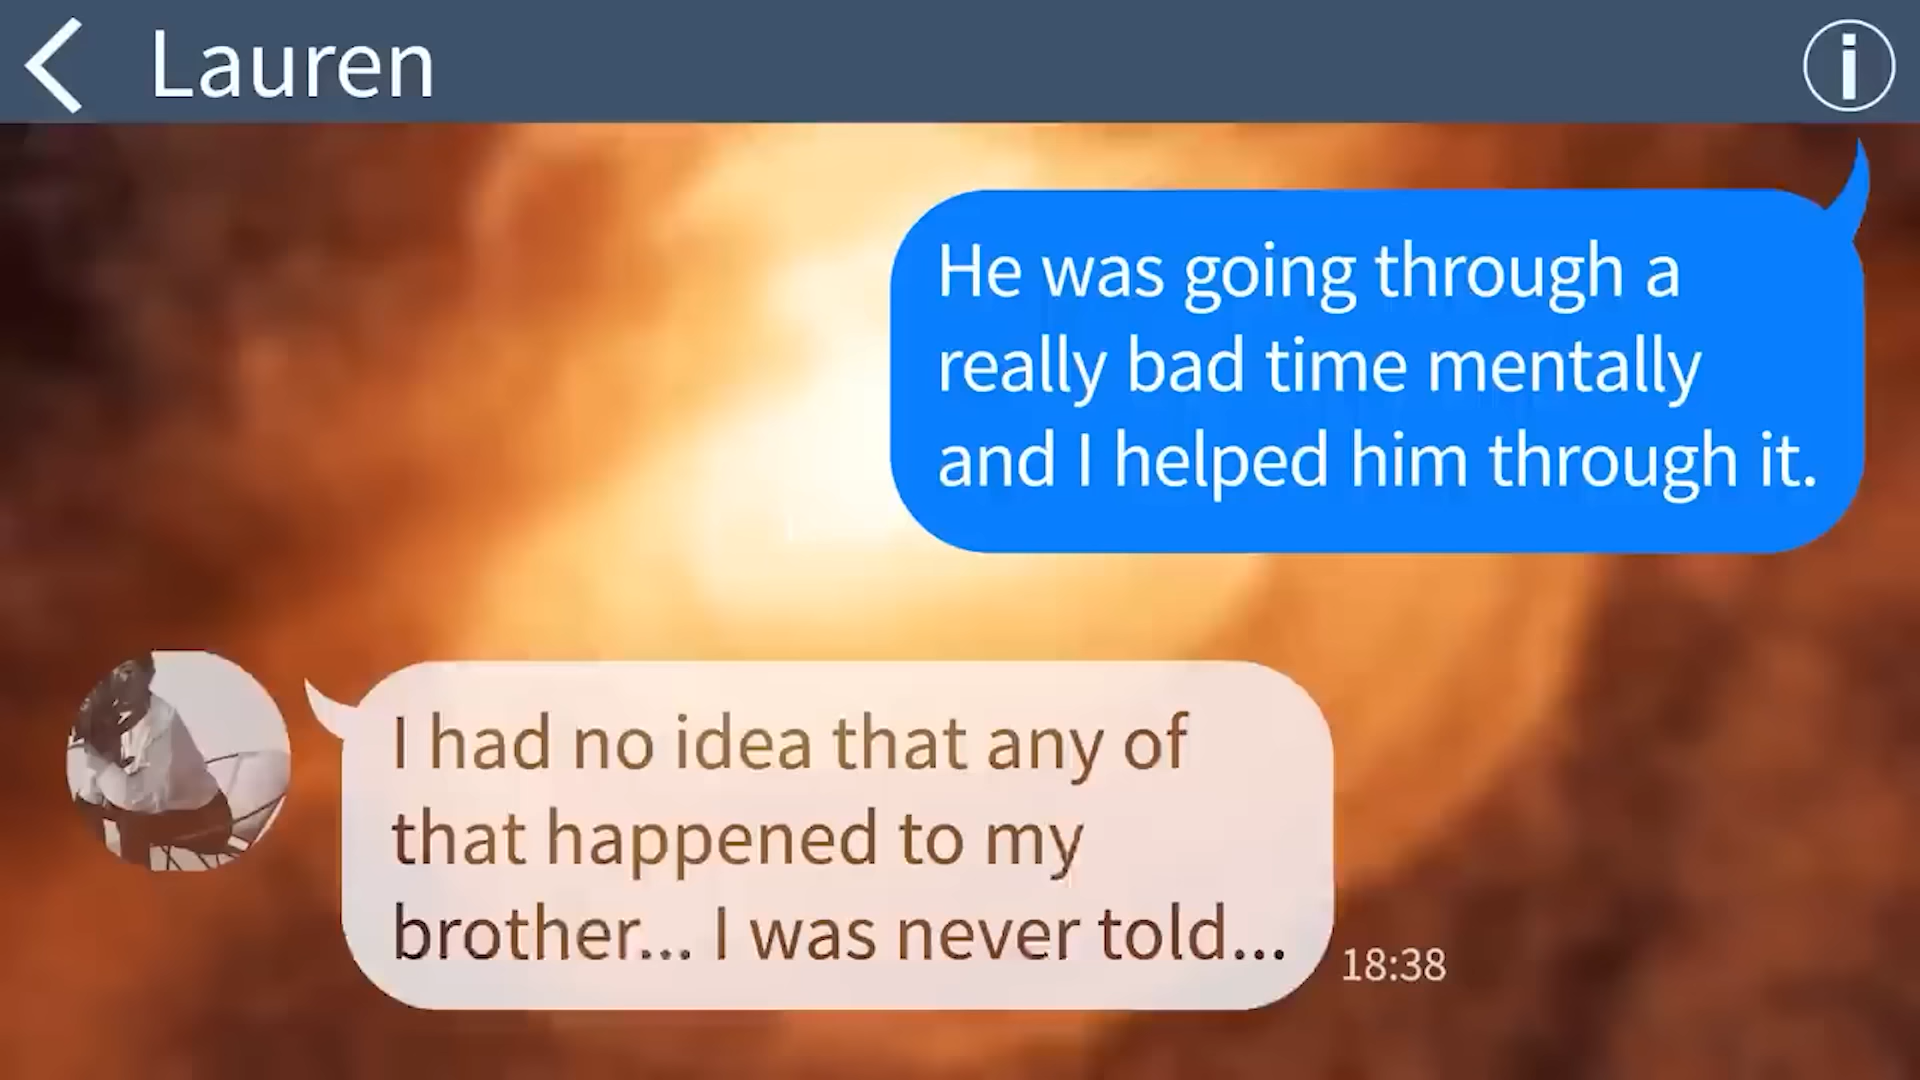 Lauren
He was going through a
really bad time mentally
and I helped him through it.
I had no idea that any of
that happened to my
brother... I was never told...
18:38